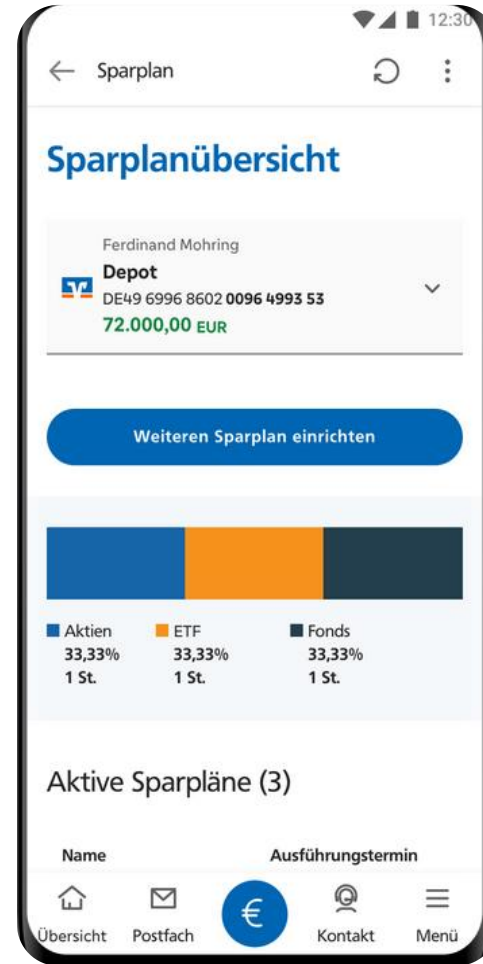 12:30
Sparplan
Sparplanübersicht
Ferdinand Mohring
Depot
DE49 6996 8602 0096 4993 53
72.000,00 EUR
Weiteren Sparplan einrichten
Aktien ETF Fonds
33,33% 33,33% 33,33%
1 St. 1 St. 1 St.
Aktive Sparpläne (3)
Name Ausführungstermin
€
Übersicht Postfach Kontakt Menü